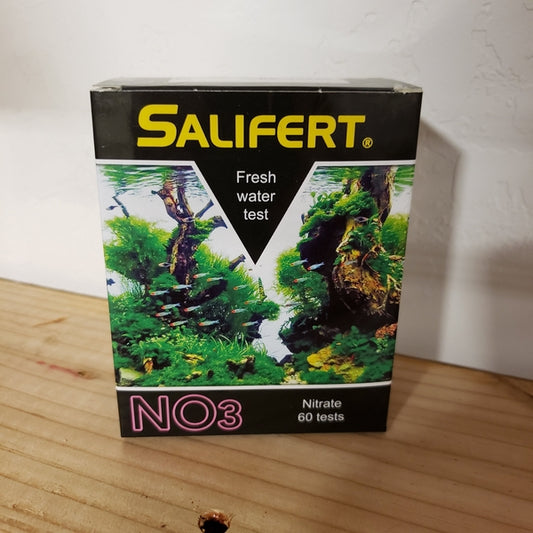 SALIFERT®
Fresh
water
test
NO3
Nitrate
60 tests